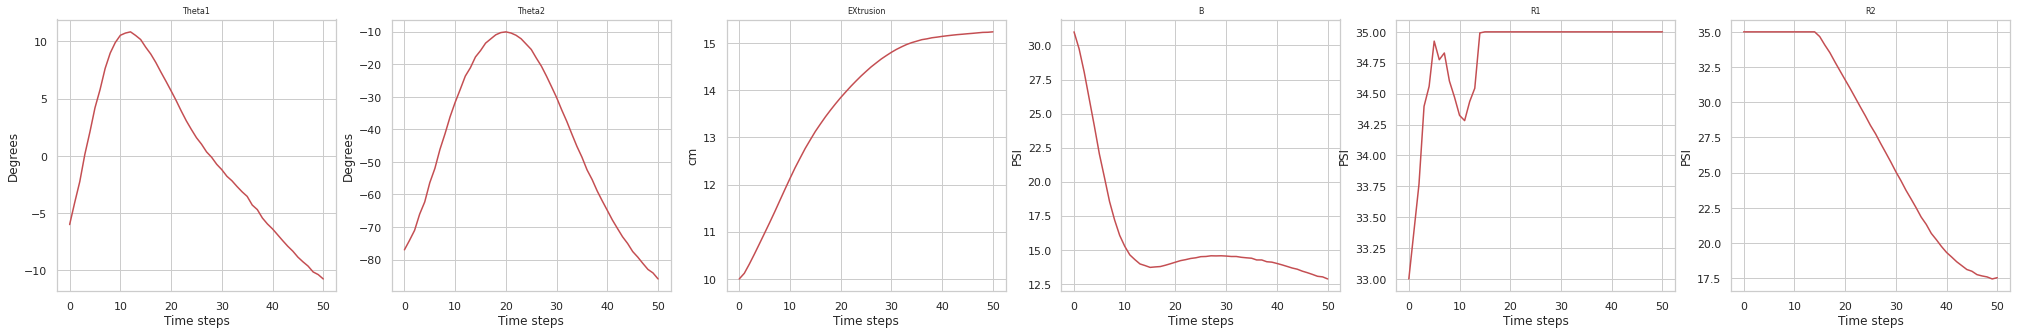 Theta1
Degrees
10
5
0
−5
−10
0 10 20 30 40 50
Time steps
Theta2
Degrees
−10
−20
−30
−40
−50
−60
−70
−80
0 10 20 30 40 50
Time steps
EXtrusion
cm
15
14
13
12
11
10
0 10 20 30 40 50
Time steps
B
PSI
30.0
27.5
25.0
22.5
20.0
17.5
15.0
12.5
0 10 20 30 40 50
Time steps
R1
PSI
35.00
34.75
34.50
34.25
34.00
33.75
33.50
33.25
33.00
0 10 20 30 40 50
Time steps
R2
PSI
35.0
32.5
30.0
27.5
25.0
22.5
20.0
17.5
0 10 20 30 40 50
Time steps